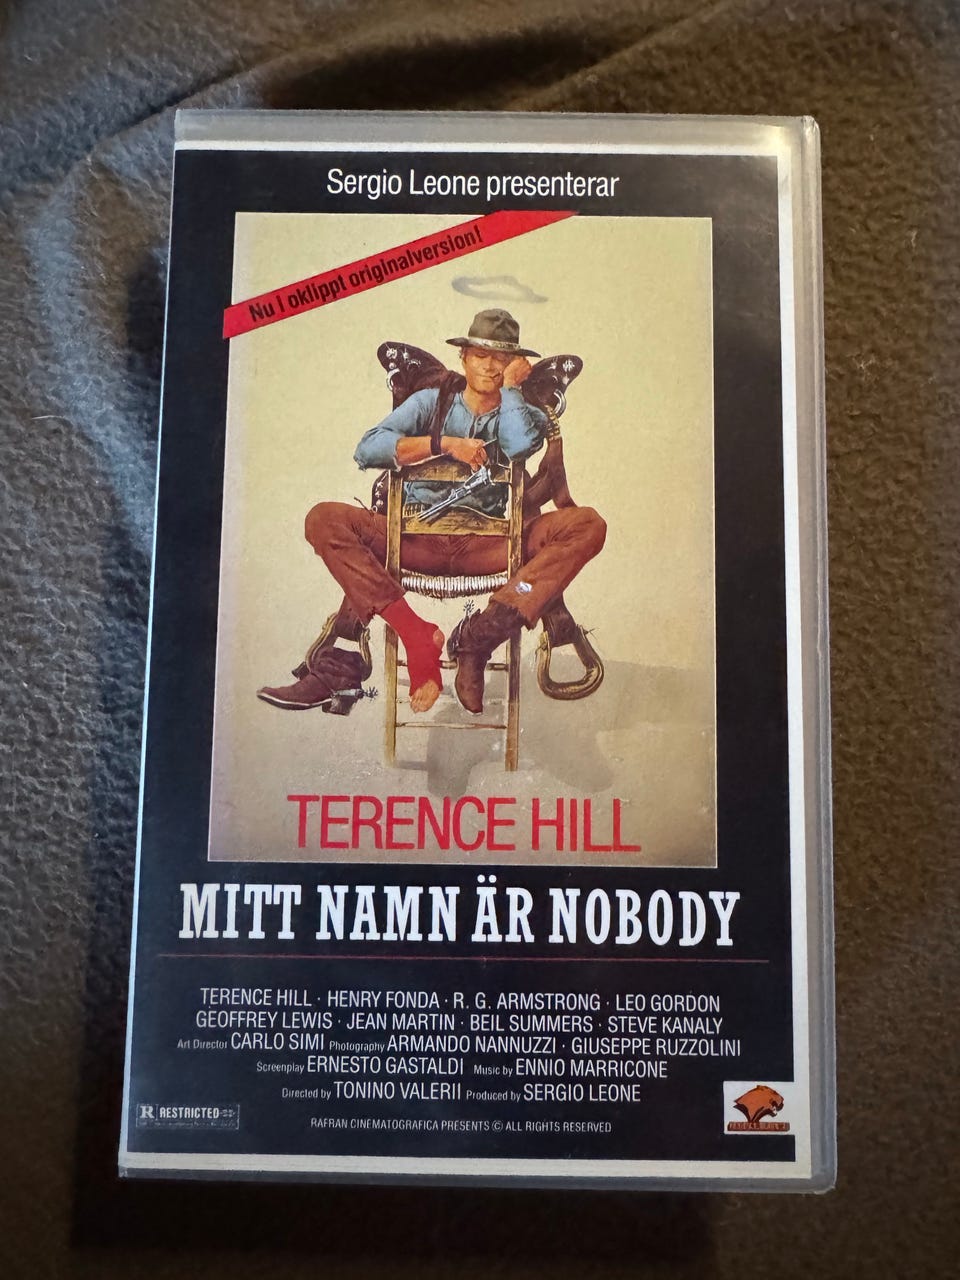 Sergio Leone presenterar
Nu i oklippt originalversion!
TERENCE HILL
MITT NAMN ÄR NOBODY
TERENCE HILL · HENRY FONDA · R. G. ARMSTRONG · LEO GORDON
GEOFFREY LEWIS · JEAN MARTIN · BEIL SUMMERS · STEVE KANALY
Art Director CARLO SIMI Photography ARMANDO NANNUZZI · GIUSEPPE RUZZOLINI
Screenplay ERNESTO GASTALDI Music by ENNIO MARRICONE
Directed by TONINO VALERII Produced by SERGIO LEONE
R RESTRICTED
RAFRAN CINEMATOGRAFICA PRESENTS © ALL RIGHTS RESERVED